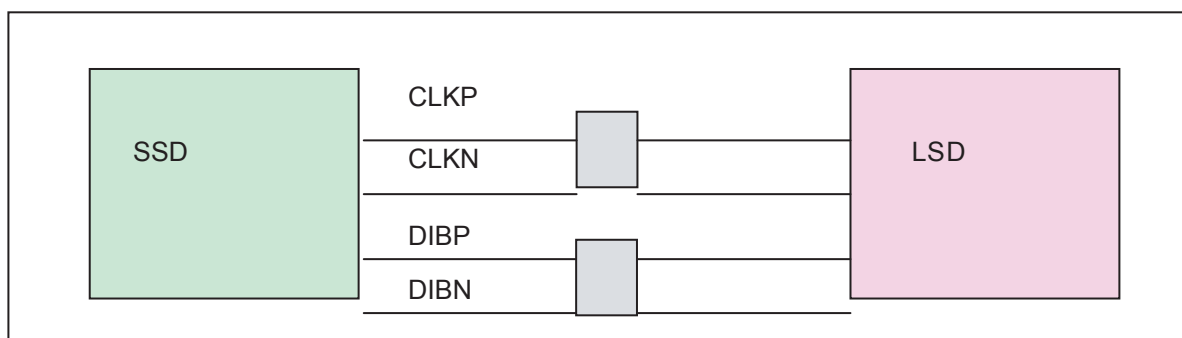 CLKP
SSD
CLKN
LSD
DIBP
DIBN